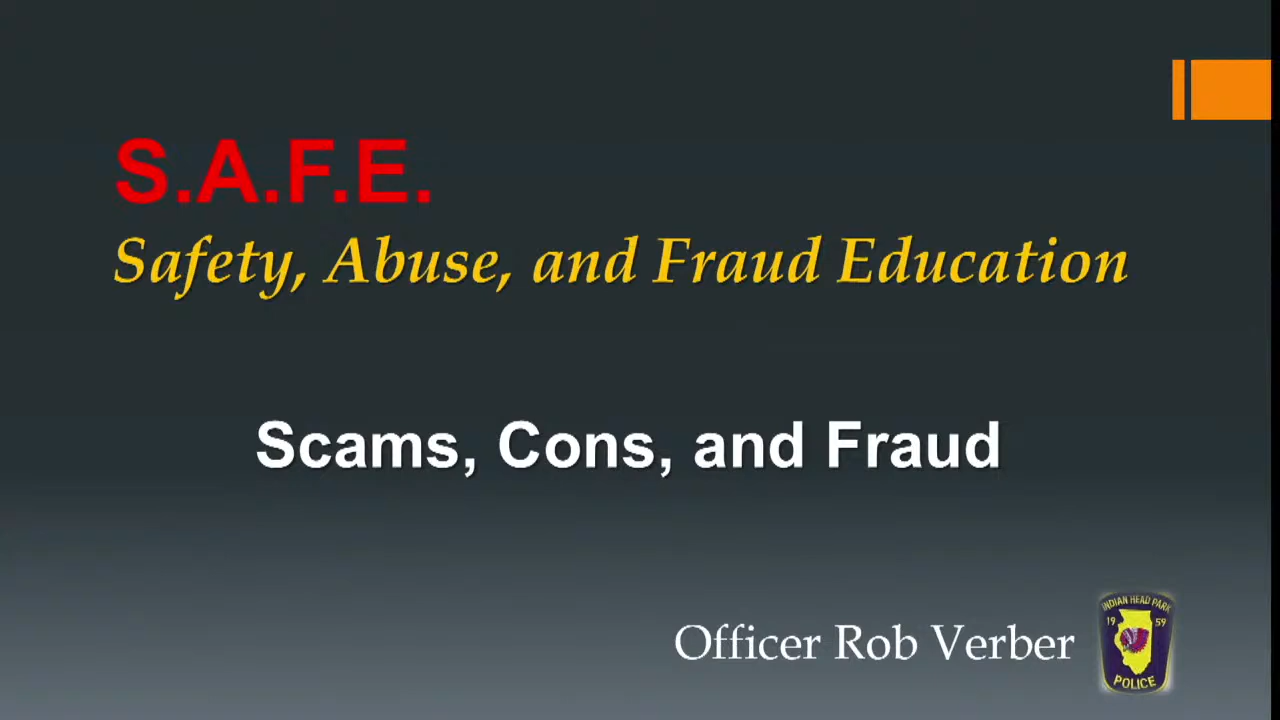 S.A.F.E.
Safety, Abuse, and Fraud Education
Scams, Cons, and Fraud
Officer Rob Verber
INDIAN HEAD PARK
19 59
POLICE